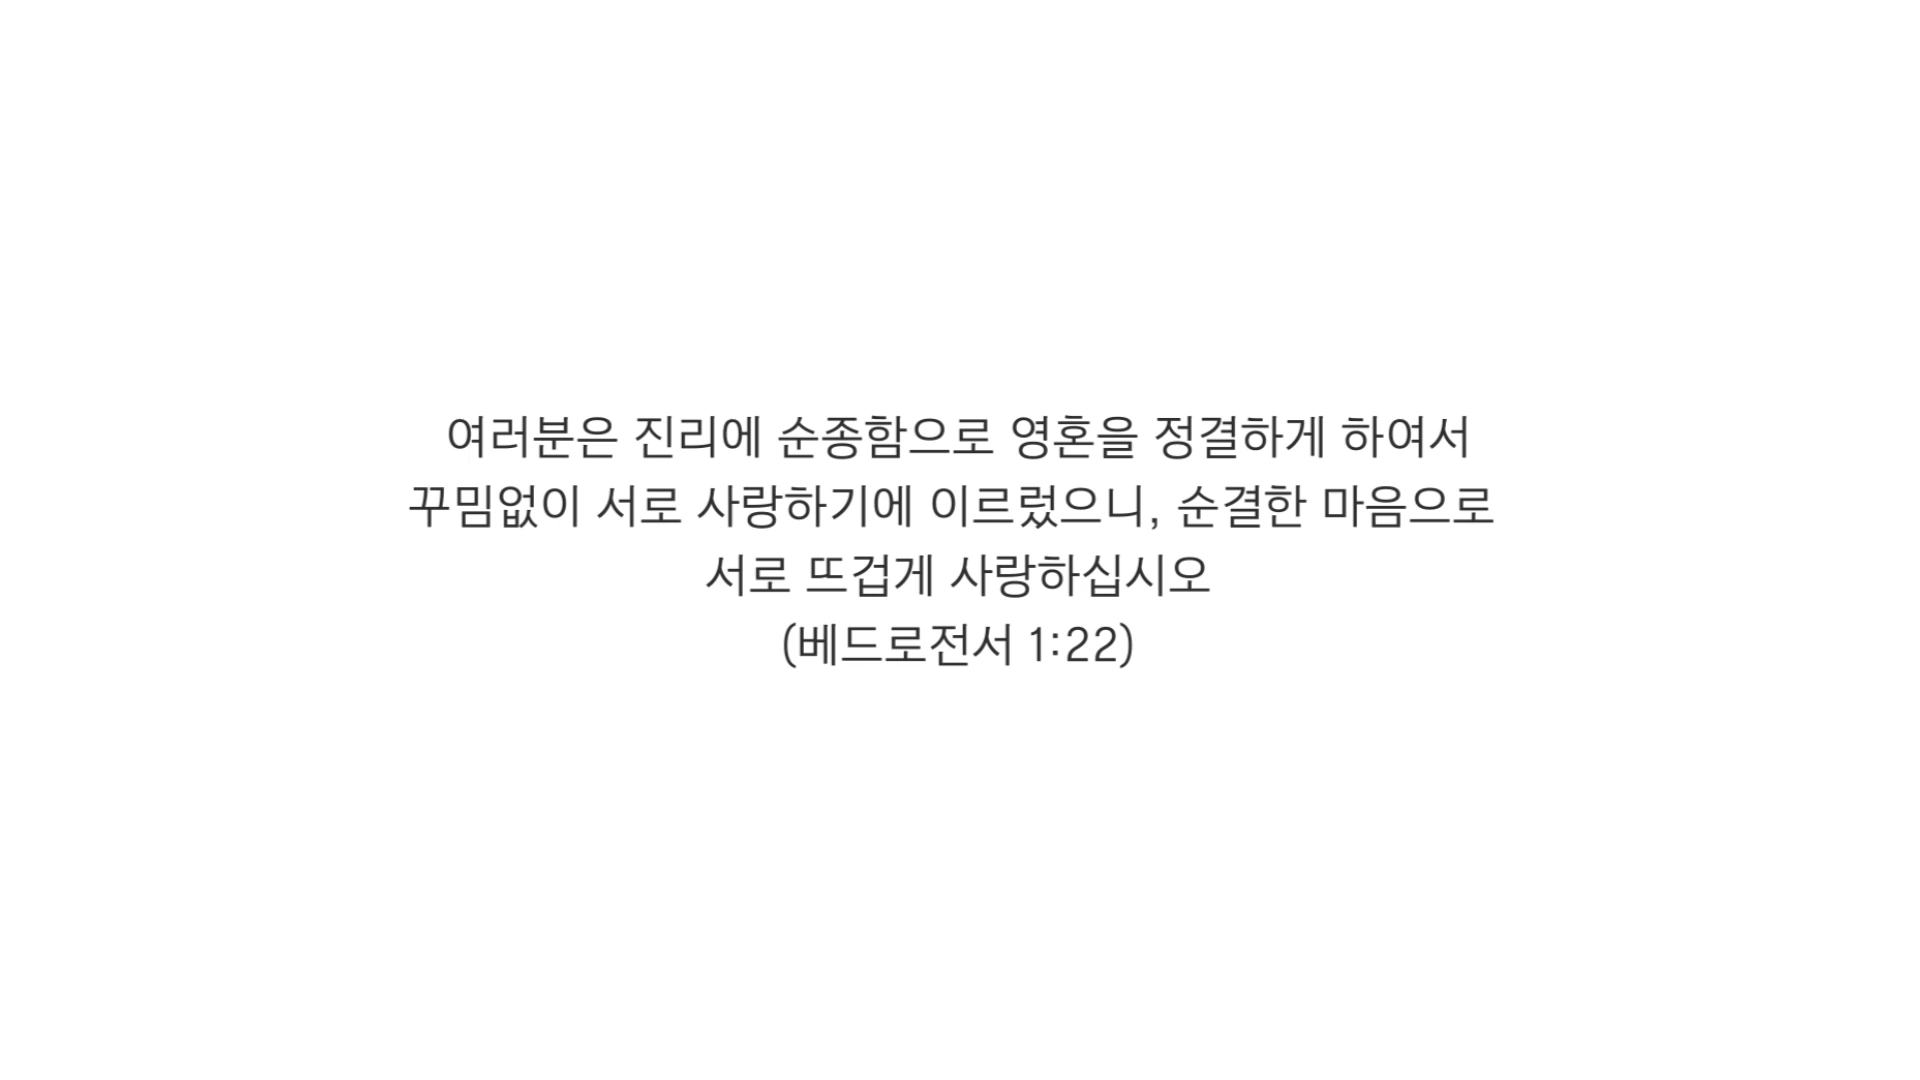 여러분은 진리에 순종함으로 영혼을 정결하게 하여서
꾸밈없이 서로 사랑하기에 이르렀으니, 순결한 마음으로
서로 뜨겁게 사랑하십시오
(베드로전서 1:22)